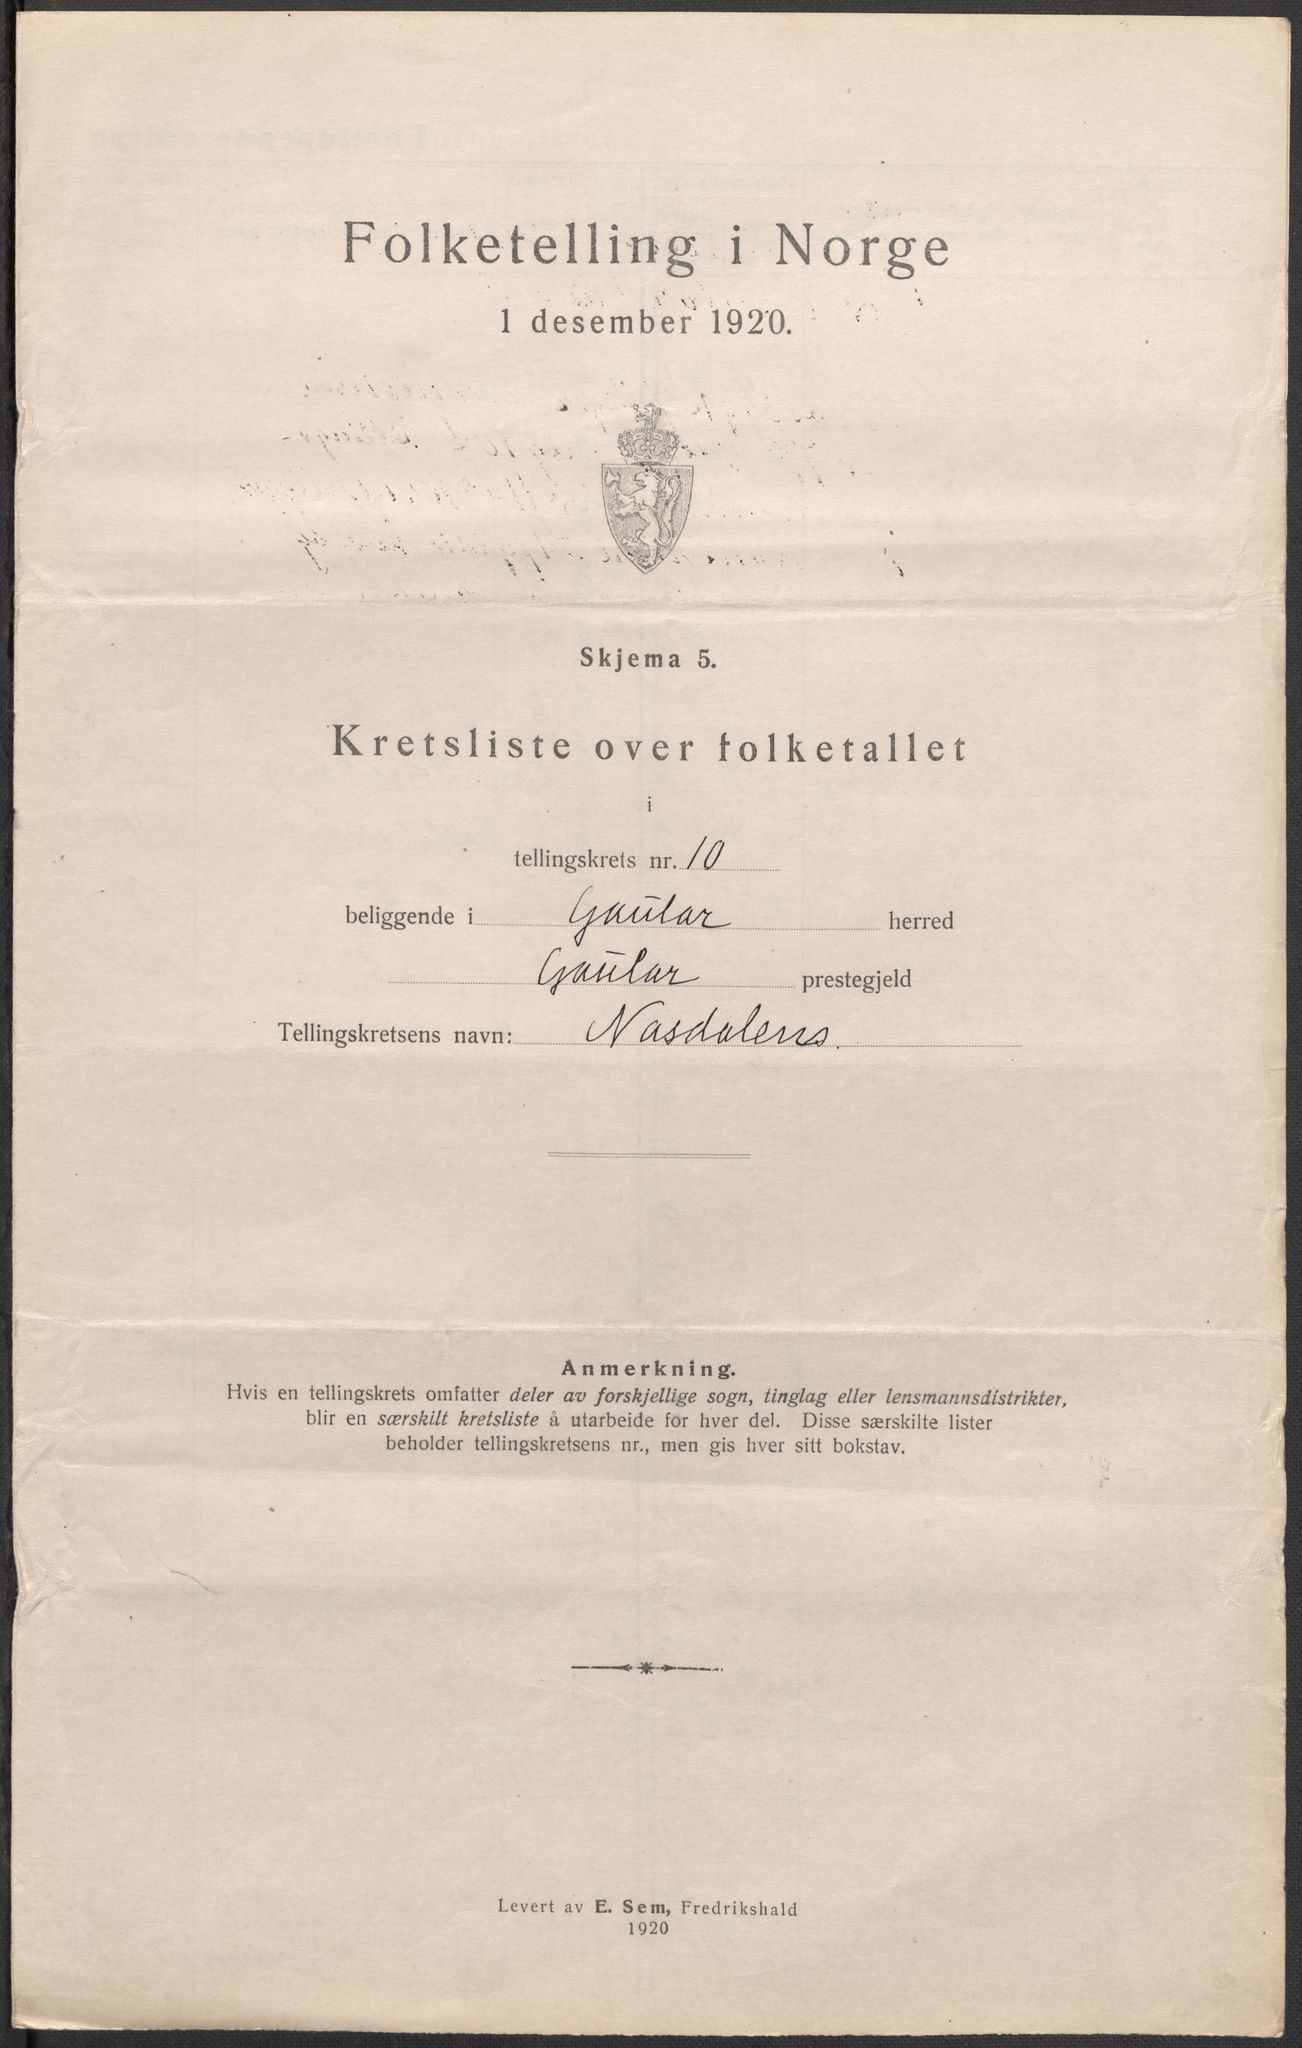 Folketelling i Norge
1 desember 1920.
Skjema 5.
Kretsliste over folketallet
i
tellingskrets nr. 10
beliggende i Gaular herred
Gaular prestegjeld
Tellingskretsens navn: Nasdalens.
Anmerkning.
Hvis en tellingskrets omfatter deler av forskjellige sogn, tinglag eller lensmannsdistrikter,
blir en særskilt kretsliste å utarbeide for hver del. Disse særskilte lister
beholder tellingskretsens nr., men gis hver sitt bokstav.
Levert av E. Sem, Fredrikshald
1920